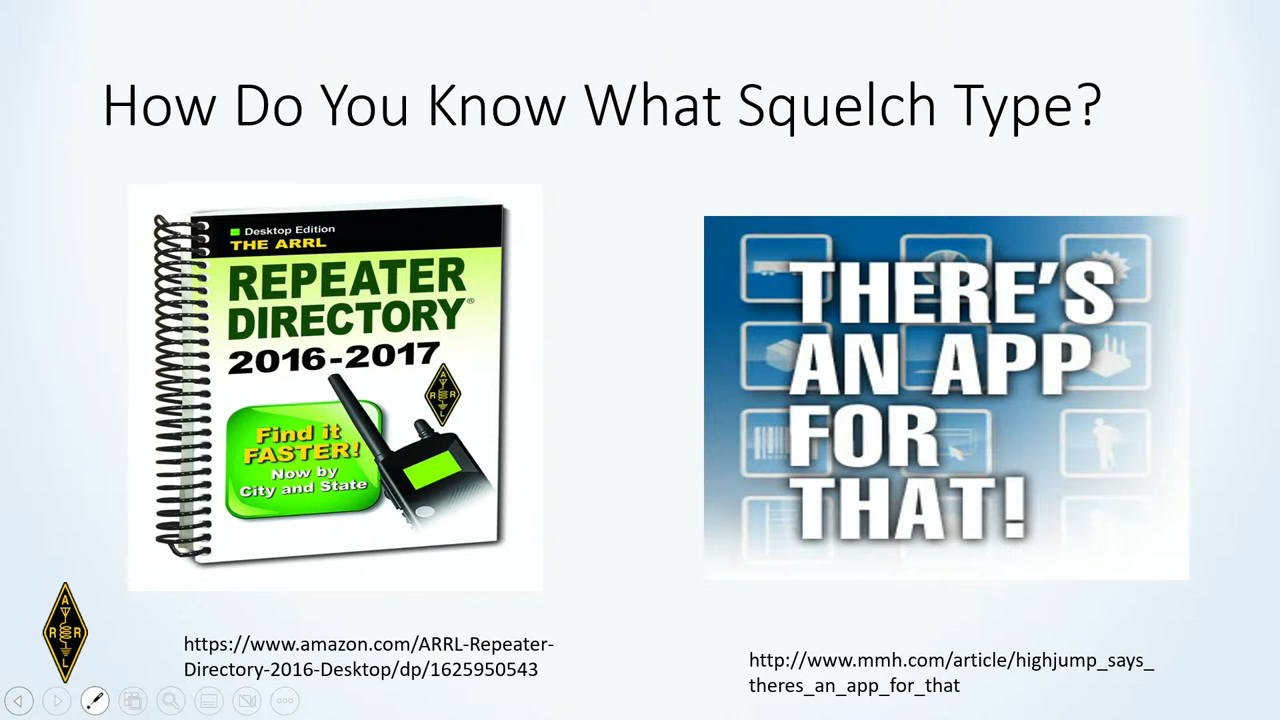 How Do You Know What Squelch Type?
Desktop Edition
THE ARRL
REPEATER
DIRECTORY®
2016-2017
A
R R
L
Find it
FASTER!
Now by
City and State
THERE'S
AN APP
FOR
THAT!
A
R R
L
https://www.amazon.com/ARRL-Repeater-
Directory-2016-Desktop/dp/1625950543
http://www.mmh.com/article/highjump_says_
theres_an_app_for_that